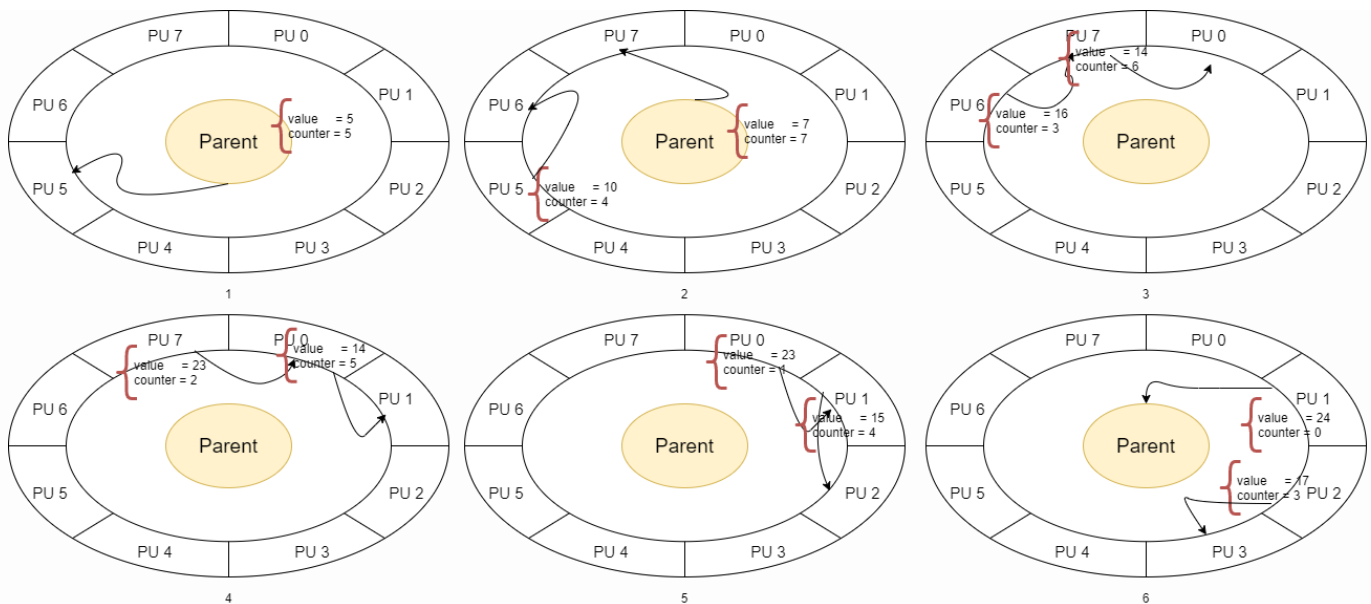 PU 7 PU 0
PU 6 PU 1
value = 5
counter = 5
Parent
PU 5 PU 2
PU 4 PU 3
1
PU 7 PU 0
PU 6 PU 1
value = 7
counter = 7
Parent
PU 5 PU 2
value = 10
counter = 4
PU 4 PU 3
2
PU 7 PU 0
value = 14
counter = 6
PU 6 PU 1
value = 16
counter = 3
Parent
PU 5 PU 2
PU 4 PU 3
3
PU 7 PU 0
value = 14
counter = 5
value = 23
counter = 2
PU 6 PU 1
Parent
PU 5 PU 2
PU 4 PU 3
4
PU 7 PU 0
value = 23
counter = 1
PU 6 PU 1
value = 15
counter = 4
Parent
PU 5 PU 2
PU 4 PU 3
5
PU 7 PU 0
PU 6 PU 1
value = 24
counter = 0
Parent
value = 17
counter = 3
PU 5 PU 2
PU 4 PU 3
6